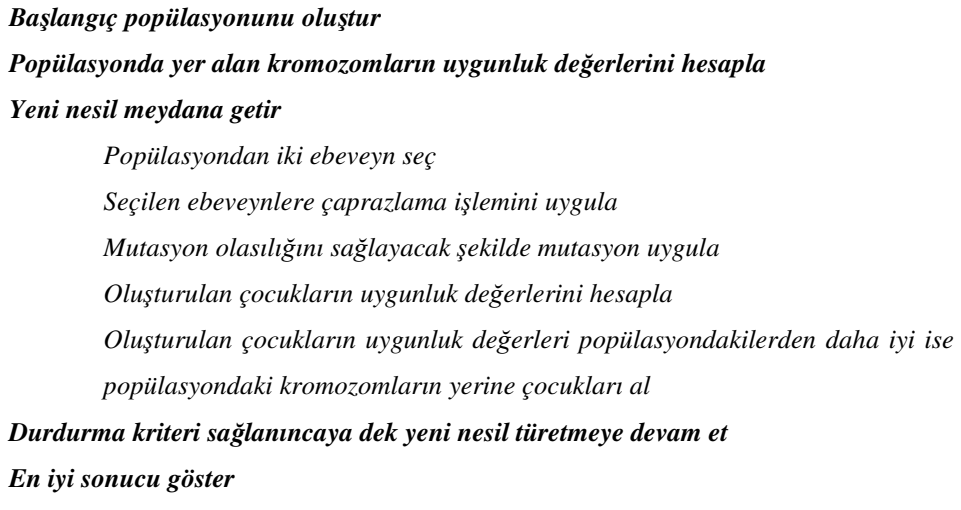 Başlangıç popülasyonunu oluştur
Popülasyonda yer alan kromozomların uygunluk değerlerini hesapla
Yeni nesil meydana getir
Popülasyondan iki ebeveyn seç
Seçilen ebeveynlere çaprazlama işlemini uygula
Mutasyon olasılığını sağlayacak şekilde mutasyon uygula
Oluşturulan çocukların uygunluk değerlerini hesapla
Oluşturulan çocukların uygunluk değerleri popülasyondakilerden daha iyi ise
popülasyondaki kromozomların yerine çocukları al
Durdurma kriteri sağlanıncaya dek yeni nesil türetmeye devam et
En iyi sonucu göster